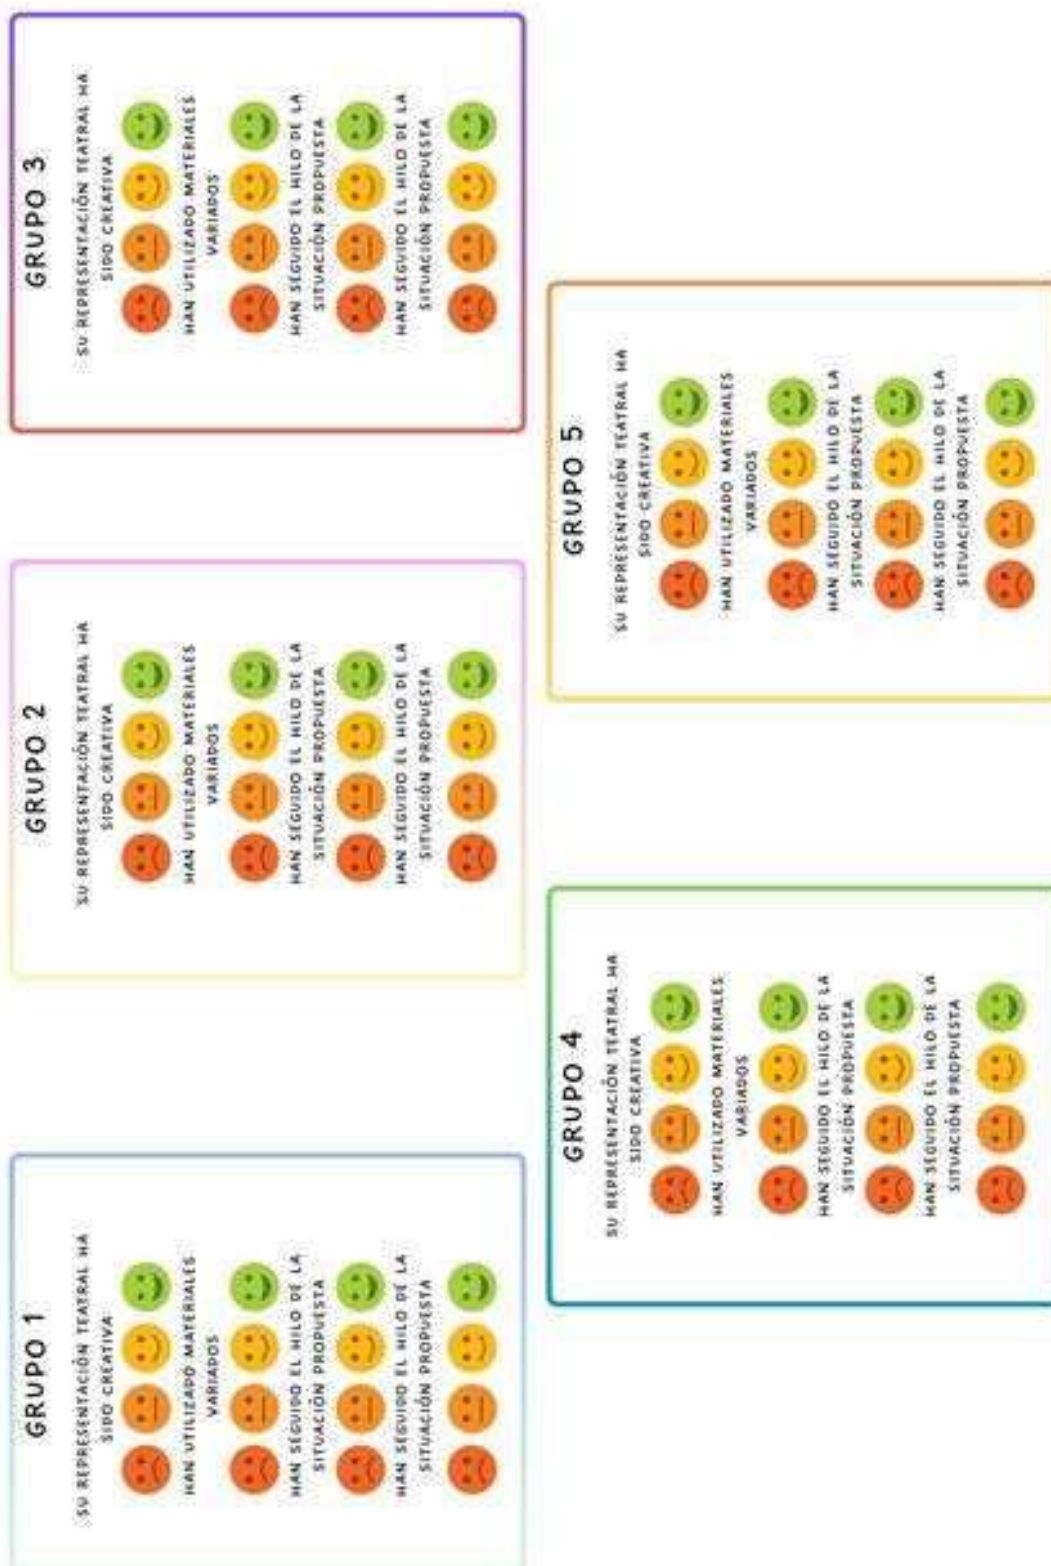 GRUPO 1
SU REPRESENTACIÓN TEATRAL HA
SIDO CREATIVA
HAN UTILIZADO MATERIALES
VARIADOS
HAN SEGUIDO EL HILO DE LA
SITUACIÓN PROPUESTA
HAN SEGUIDO EL HILO DE LA
SITUACIÓN PROPUESTA
GRUPO 2
SU REPRESENTACIÓN TEATRAL HA
SIDO CREATIVA
HAN UTILIZADO MATERIALES
VARIADOS
HAN SEGUIDO EL HILO DE LA
SITUACIÓN PROPUESTA
HAN SEGUIDO EL HILO DE LA
SITUACIÓN PROPUESTA
GRUPO 3
SU REPRESENTACIÓN TEATRAL HA
SIDO CREATIVA
HAN UTILIZADO MATERIALES
VARIADOS
HAN SEGUIDO EL HILO DE LA
SITUACIÓN PROPUESTA
HAN SEGUIDO EL HILO DE LA
SITUACIÓN PROPUESTA
GRUPO 4
SU REPRESENTACIÓN TEATRAL HA
SIDO CREATIVA
HAN UTILIZADO MATERIALES
VARIADOS
HAN SEGUIDO EL HILO DE LA
SITUACIÓN PROPUESTA
HAN SEGUIDO EL HILO DE LA
SITUACIÓN PROPUESTA
GRUPO 5
SU REPRESENTACIÓN TEATRAL HA
SIDO CREATIVA
HAN UTILIZADO MATERIALES
VARIADOS
HAN SEGUIDO EL HILO DE LA
SITUACIÓN PROPUESTA
HAN SEGUIDO EL HILO DE LA
SITUACIÓN PROPUESTA